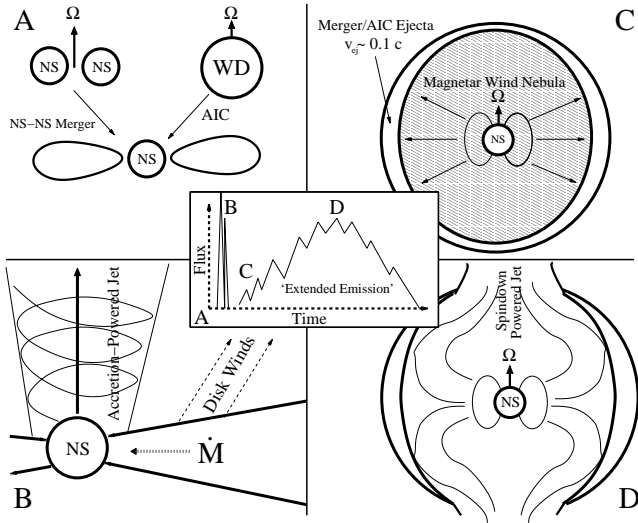 A
Ω
Ω
NS
NS
WD
NS−NS Merger
AIC
NS
C
Merger/AIC Ejecta
v_ej ~ 0.1 c
Magnetar Wind Nebula
Ω
NS
B
D
C
A
Flux
'Extended Emission'
Time
Accretion−Powered Jet
Disk Winds
NS
Ṁ
B
Spindown
Powered Jet
Ω
NS
D